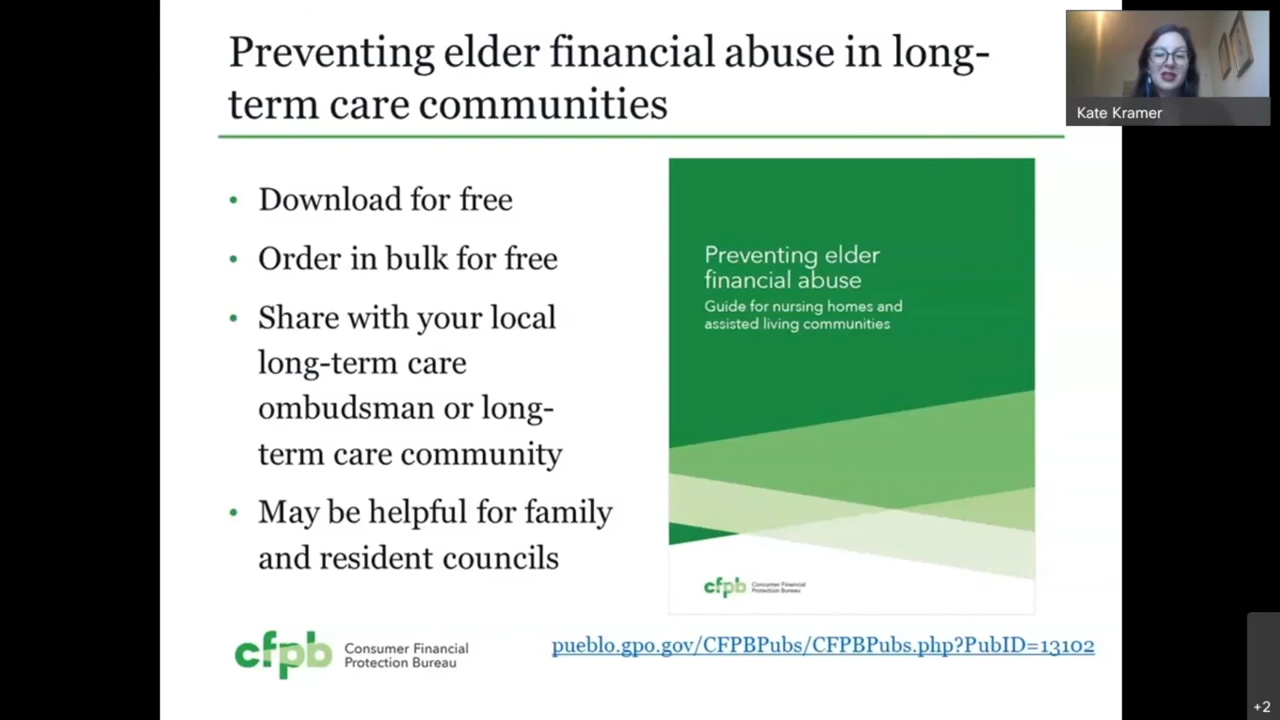 Preventing elder financial abuse in long-
term care communities
Kate Kramer
• Download for free
• Order in bulk for free
• Share with your local
long-term care
ombudsman or long-
term care community
• May be helpful for family
and resident councils
Preventing elder
financial abuse
Guide for nursing homes and
assisted living communities
cfpb Consumer Financial
Protection Bureau
cfpb Consumer Financial
Protection Bureau
pueblo.gpo.gov/CFPBPubs/CFPBPubs.php?PubID=13102
+2